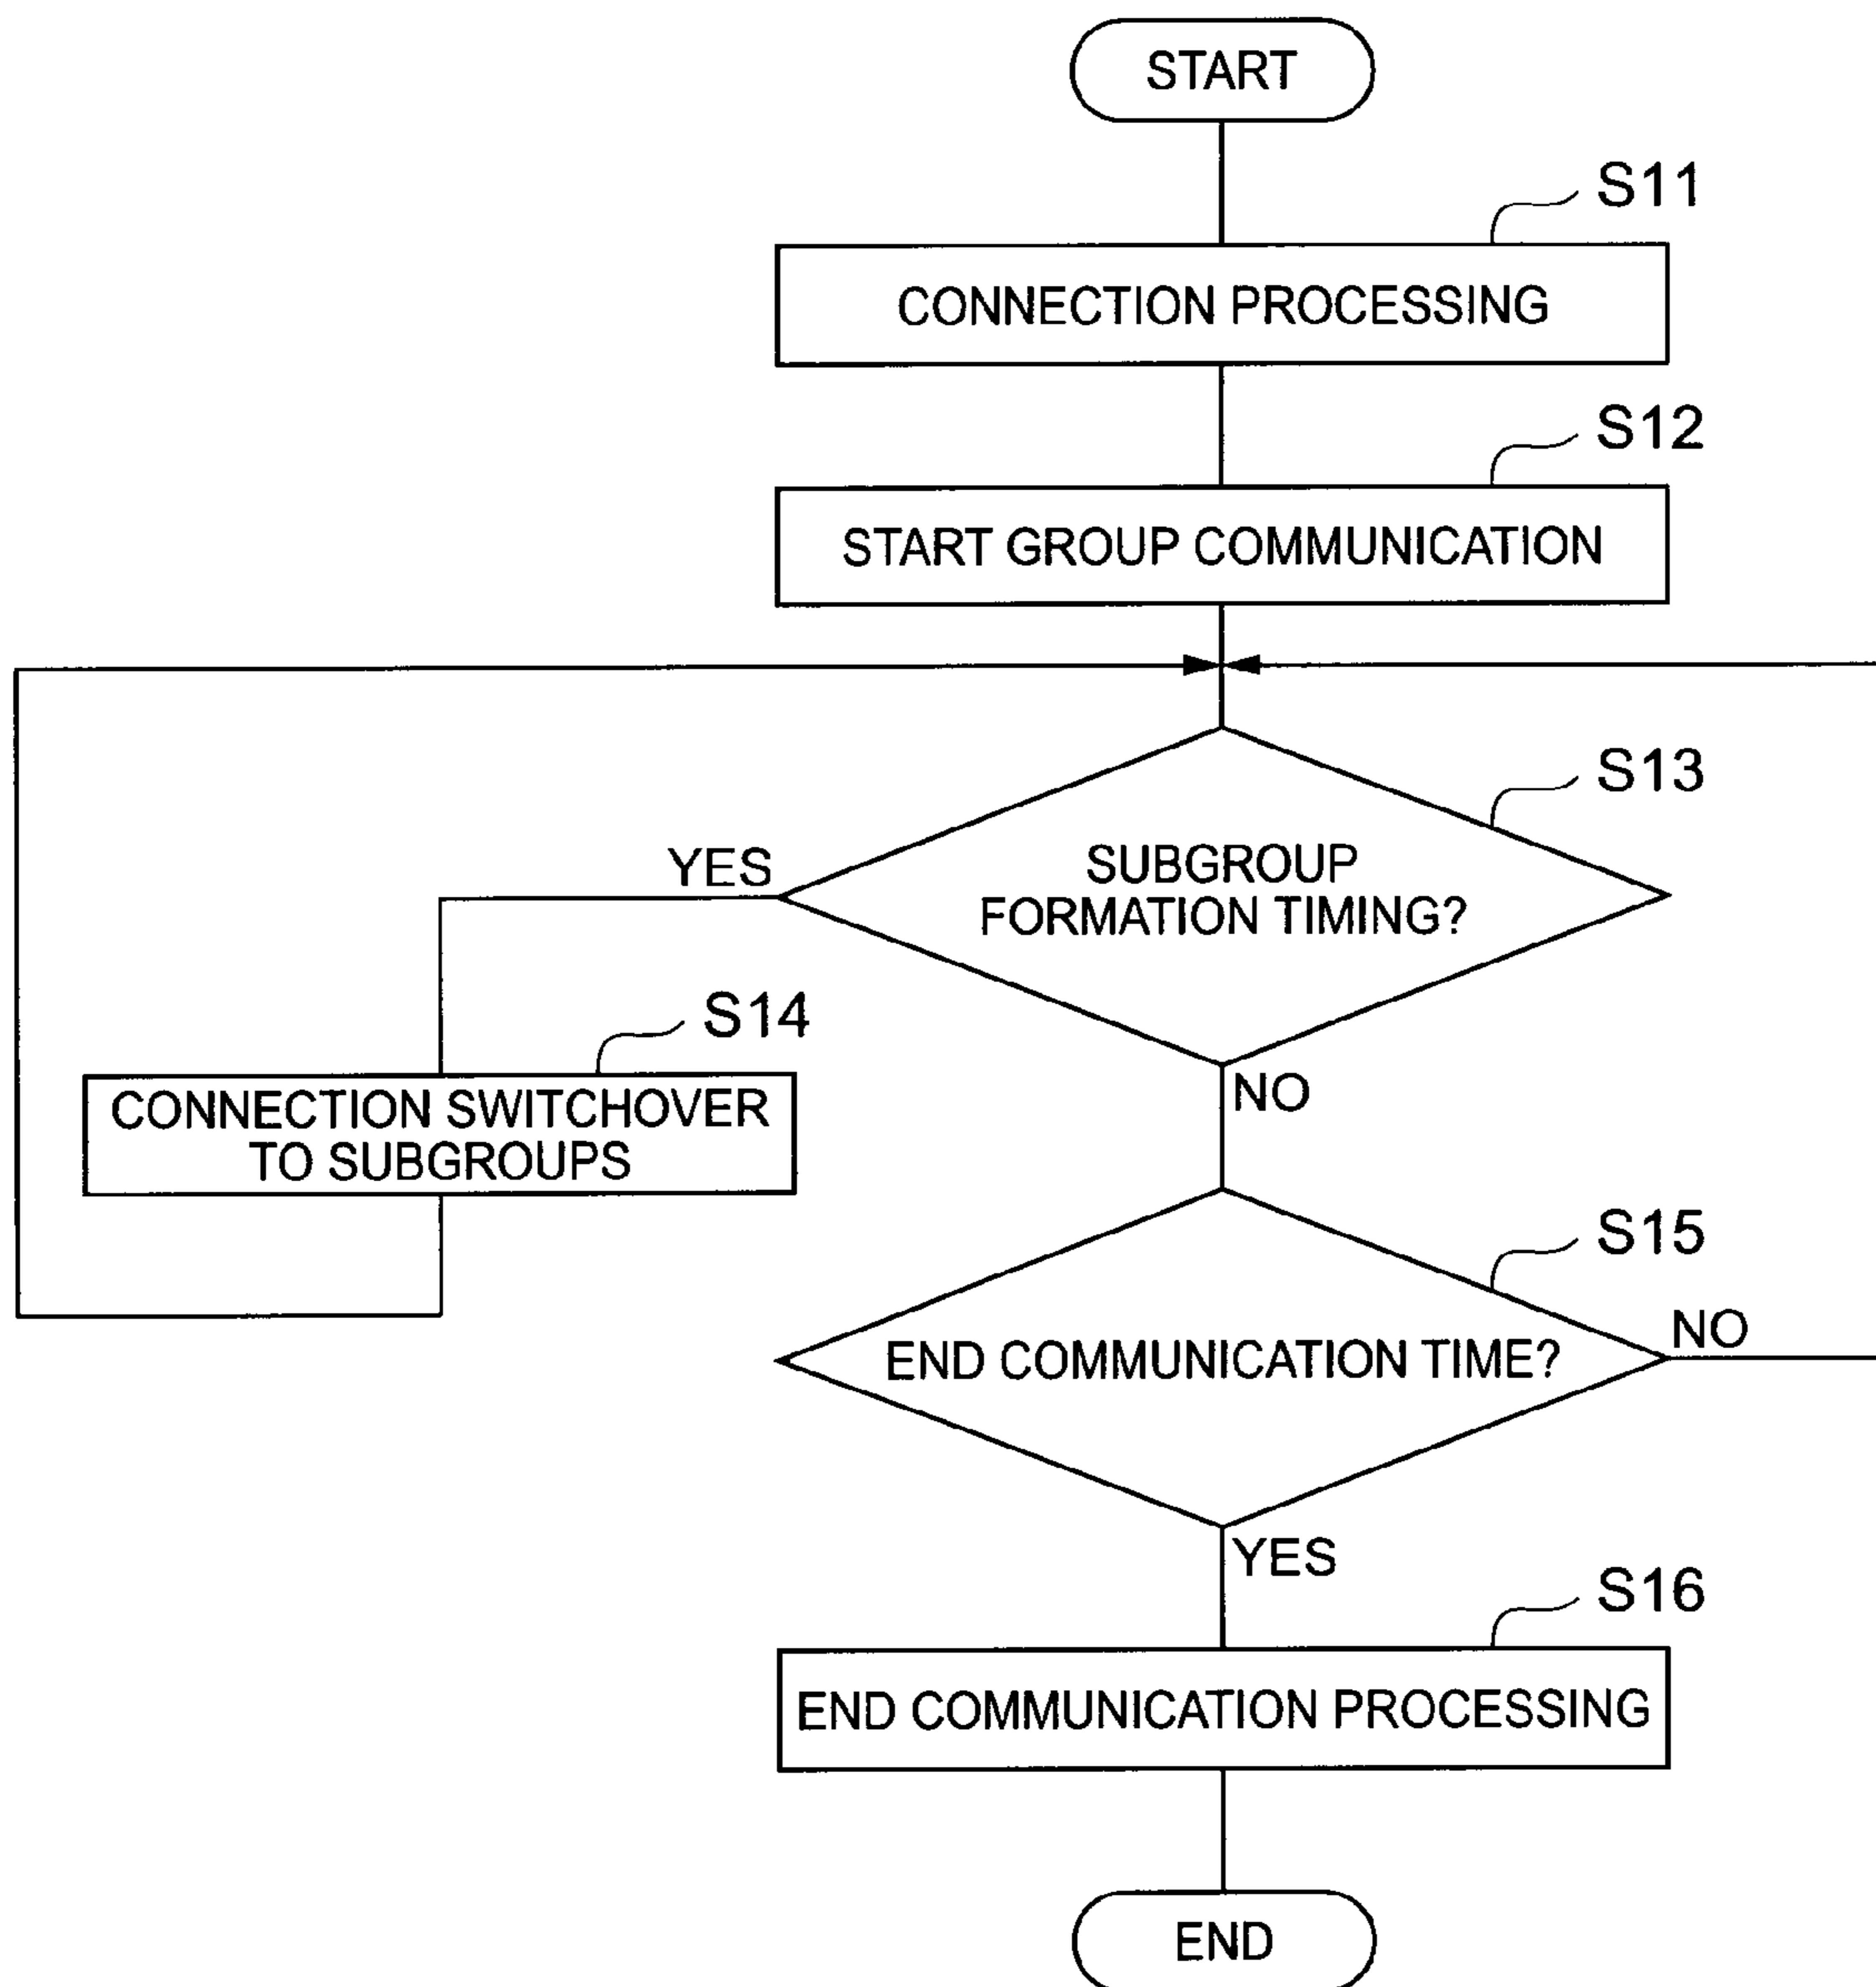 START
S11
CONNECTION PROCESSING
S12
START GROUP COMMUNICATION
S13
SUBGROUP
FORMATION TIMING?
YES
NO
S14
CONNECTION SWITCHOVER
TO SUBGROUPS
S15
END COMMUNICATION TIME?
NO
YES
S16
END COMMUNICATION PROCESSING
END